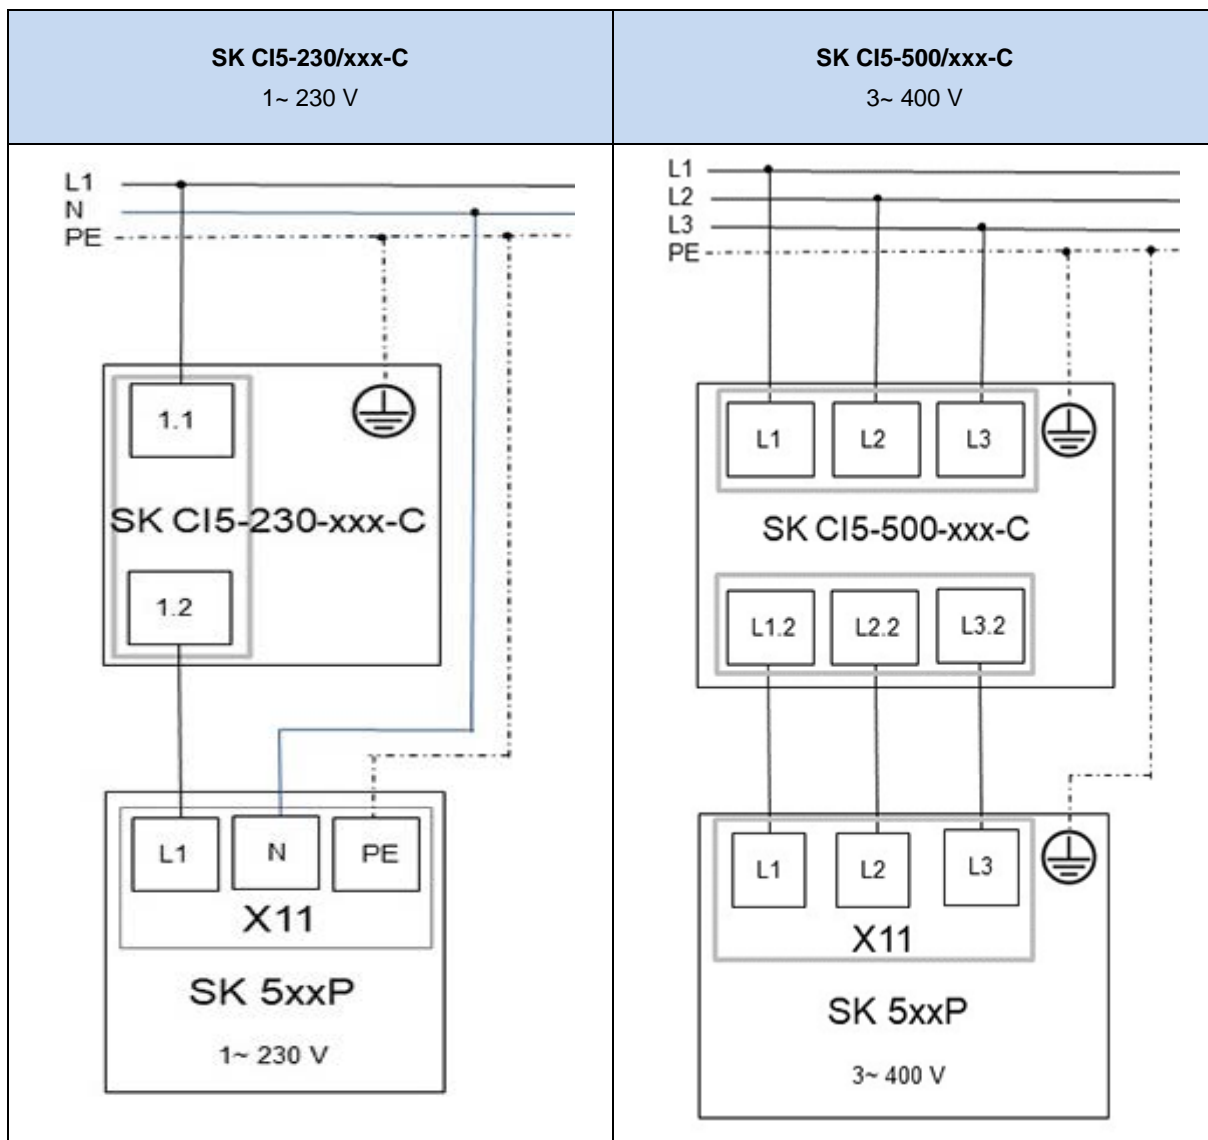 SK CI5-230/xxx-C
1~ 230 V
SK CI5-500/xxx-C
3~ 400 V
L1
N
PE
1.1
SK CI5-230-xxx-C
1.2
L1
N
PE
X11
SK 5xxP
1~ 230 V
L1
L2
L3
PE
L1
L2
L3
SK CI5-500-xxx-C
L1.2
L2.2
L3.2
L1
L2
L3
X11
SK 5xxP
3~ 400 V